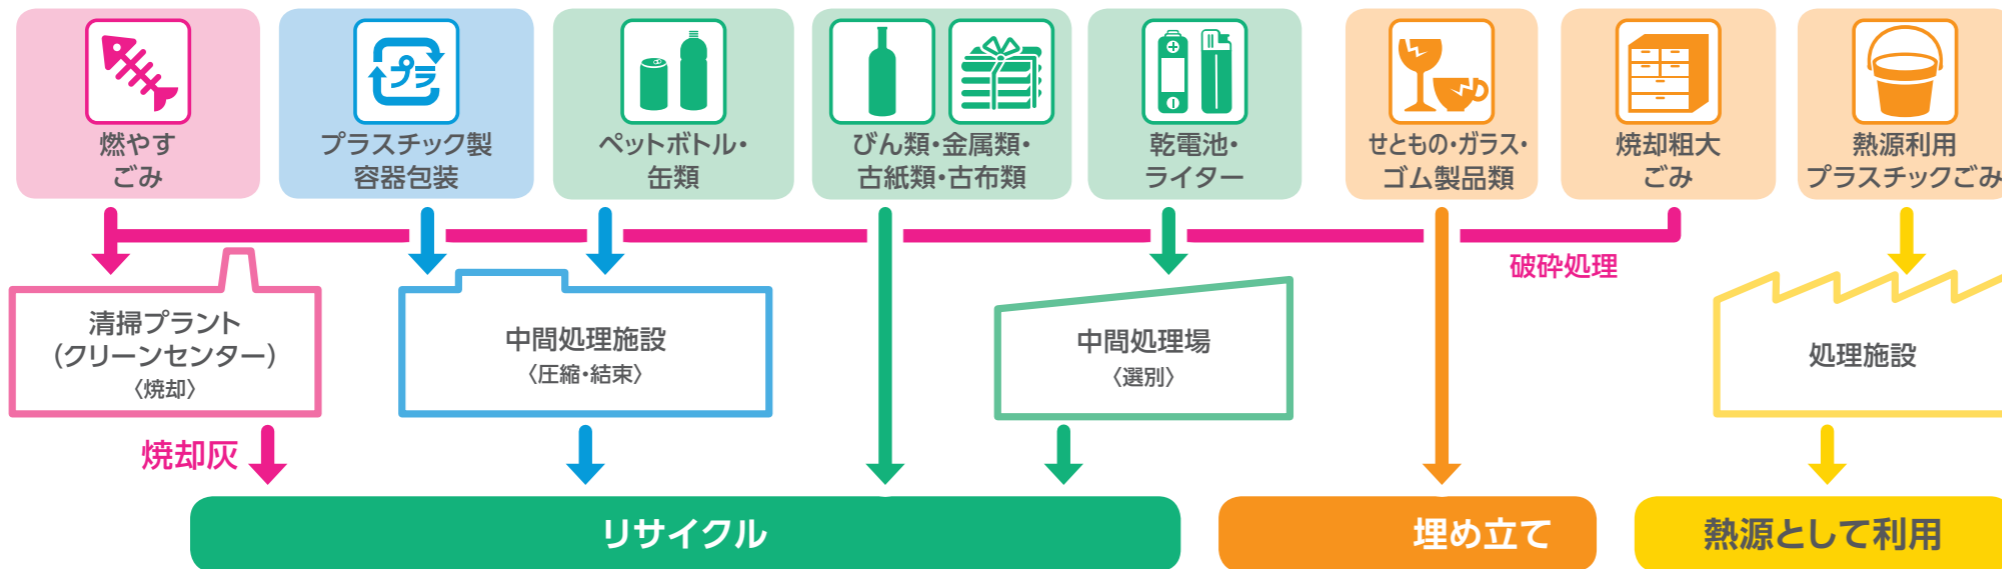 燃やす
ごみ
プラ
プラスチック製
容器包装
ペットボトル・
缶類
びん類・金属類・
古紙類・古布類
乾電池・
ライター
せともの・ガラス・
ゴム製品類
焼却粗大
ごみ
熱源利用
プラスチックごみ
破砕処理
清掃プラント
(クリーンセンター)
〈焼却〉
中間処理施設
〈圧縮・結束〉
中間処理場
〈選別〉
処理施設
焼却灰
リサイクル
埋め立て
熱源として利用